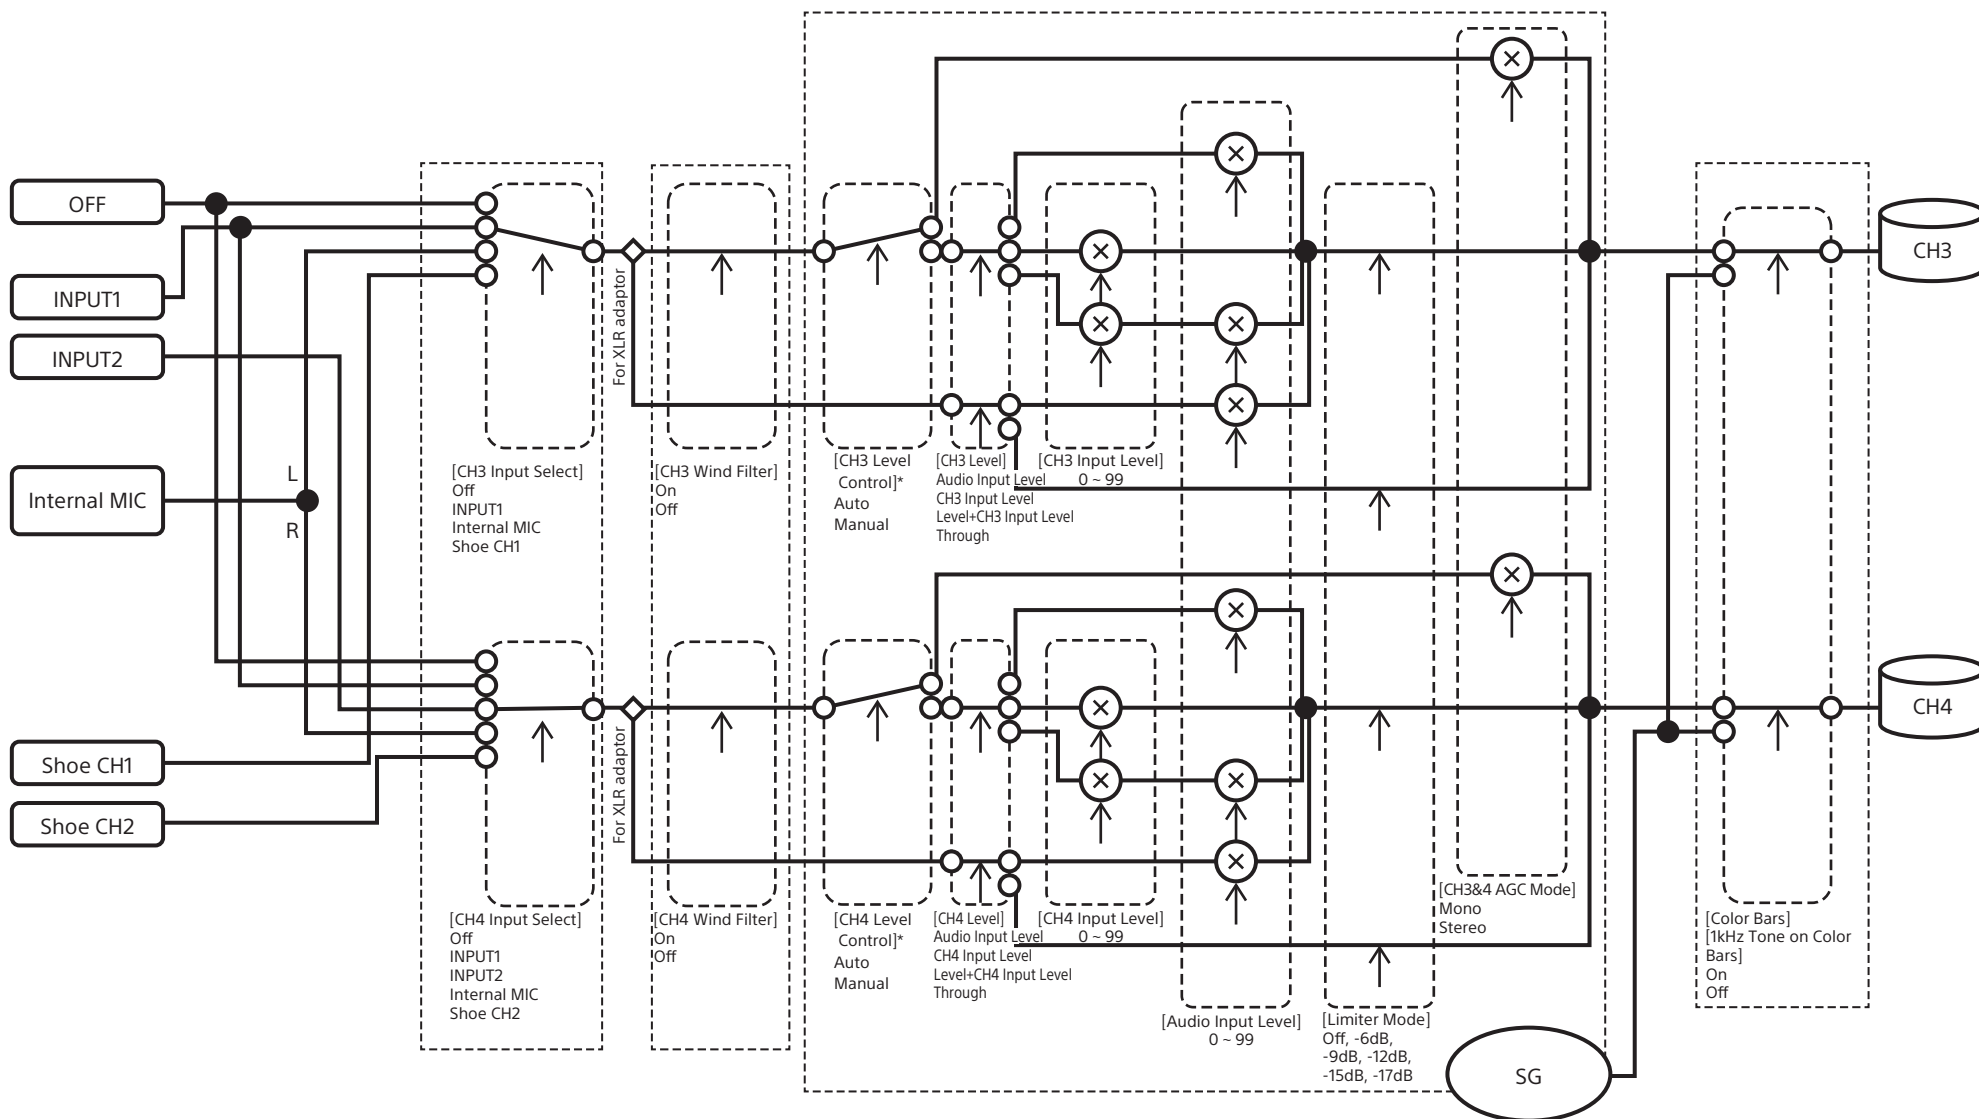 OFF
INPUT1
INPUT2
Internal MIC
L
R
Shoe CH1
Shoe CH2
For XLR adaptor
[CH3 Input Select]
Off
INPUT1
Internal MIC
Shoe CH1
[CH3 Wind Filter]
On
Off
[CH3 Level
Control]*
Auto
Manual
[CH3 Level]
Audio Input Level
CH3 Input Level
Level+CH3 Input Level
Through
[CH3 Input Level]
0 ~ 99
CH3
For XLR adaptor
[CH4 Input Select]
Off
INPUT1
INPUT2
Internal MIC
Shoe CH2
[CH4 Wind Filter]
On
Off
[CH4 Level
Control]*
Auto
Manual
[CH4 Level]
Audio Input Level
CH4 Input Level
Level+CH4 Input Level
Through
[CH4 Input Level]
0 ~ 99
[Audio Input Level]
0 ~ 99
[Limiter Mode]
Off, -6dB,
-9dB, -12dB,
-15dB, -17dB
[CH3&4 AGC Mode]
Mono
Stereo
SG
[Color Bars]
[1kHz Tone on Color
Bars]
On
Off
CH4